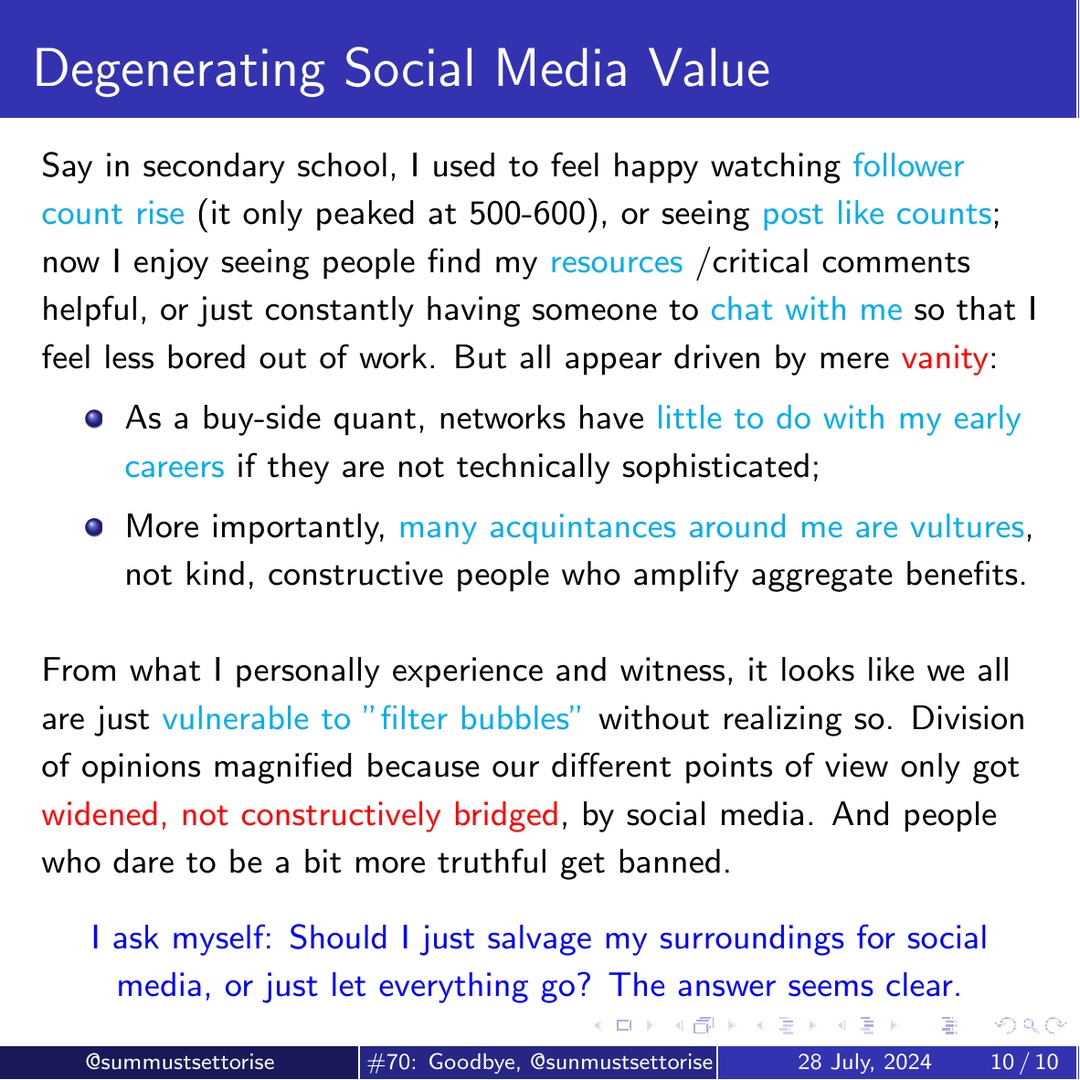 Degenerating Social Media Value
Say in secondary school, I used to feel happy watching follower
count rise (it only peaked at 500-600), or seeing post like counts;
now I enjoy seeing people find my resources /critical comments
helpful, or just constantly having someone to chat with me so that I
feel less bored out of work. But all appear driven by mere vanity:
As a buy-side quant, networks have little to do with my early
careers if they are not technically sophisticated;
More importantly, many acquintances around me are vultures,
not kind, constructive people who amplify aggregate benefits.
From what I personally experience and witness, it looks like we all
are just vulnerable to ”filter bubbles” without realizing so. Division
of opinions magnified because our different points of view only got
widened, not constructively bridged, by social media. And people
who dare to be a bit more truthful get banned.
I ask myself: Should I just salvage my surroundings for social
media, or just let everything go? The answer seems clear.
@summustsettorise #70: Goodbye, @sunmustsettorise 28 July, 2024 10 / 10